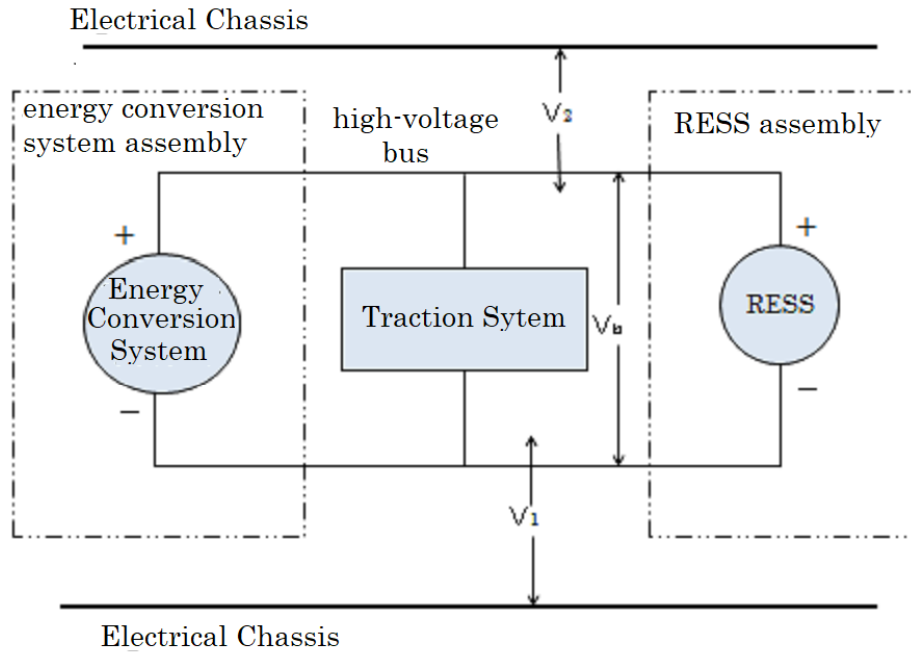 Electrical Chassis
energy conversion
system assembly
high-voltage
bus
V2
RESS assembly
+
+
Energy
Conversion
System
Traction Sytem
Vb
RESS
−
−
V1
Electrical Chassis